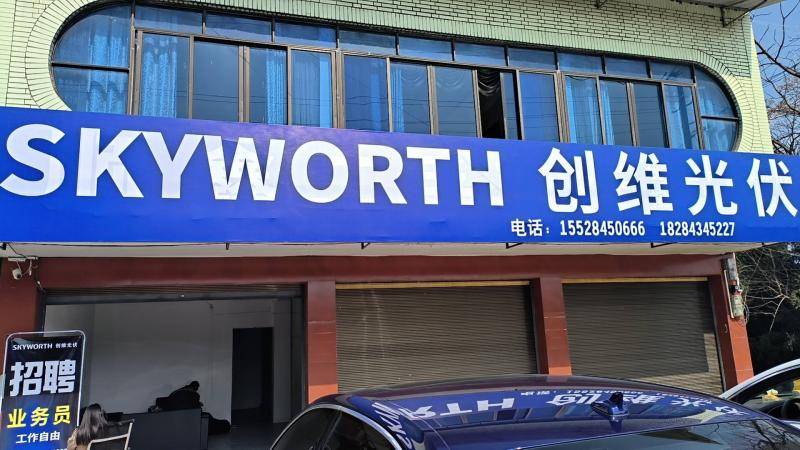 SKYWORTH 创维光伏
电话：15528450666 18284345227
SKYWORTH 创维光伏
招聘
业务员
工作自由